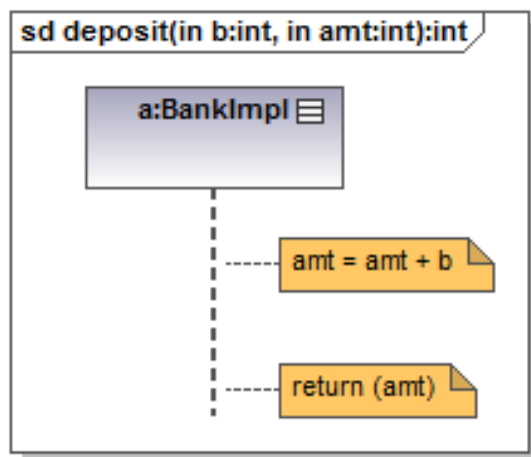 sd deposit(in b:int, in amt:int):int
a:BankImpl
amt = amt + b
return (amt)